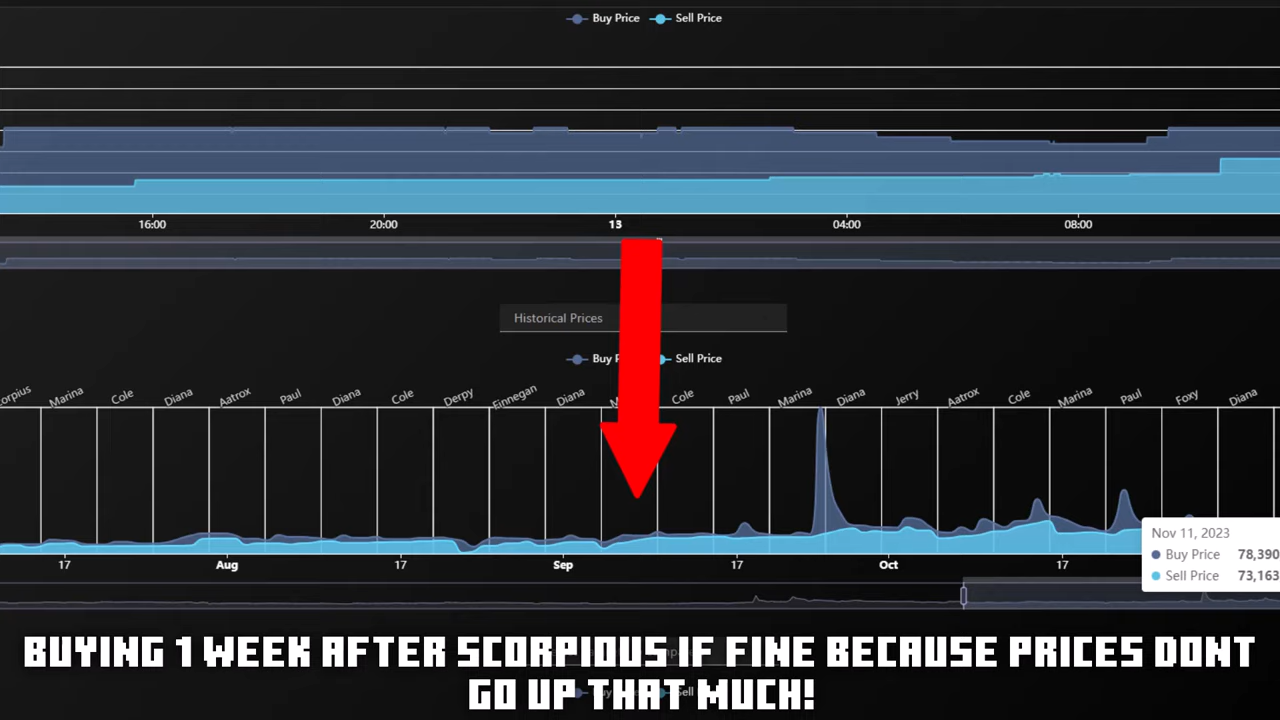 Buy Price Sell Price
16:00 20:00 13 04:00 08:00
Historical Prices
Buy Sell Price
orpius Marina Cole Diana Aatrox Paul Diana Cole Derpy Finnegan Diana Cole Paul Marina Diana Jerry Aatrox Cole Marina Paul Foxy Diana
17 Aug 17 Sep 17 Oct 17
Nov 11, 2023
Buy Price 78,390
Sell Price 73,163
BUYING 1 WEEK AFTER SCORPIOUS IF FINE BECAUSE PRICES DONT
GO UP THAT MUCH!